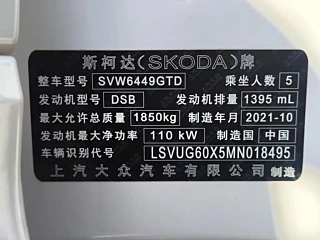 斯柯达(SKODA)牌
整车型号 SVW6449GTD 乘坐人数 5
发动机型号 DSB 发动机排量 1395 mL
最大允许总质量 1850kg 制造年月 2021-10
发动机最大净功率 110 kW 制造国 中国
车辆识别代号 LSVUG60X5MN018495
上汽大众汽车有限公司 制造